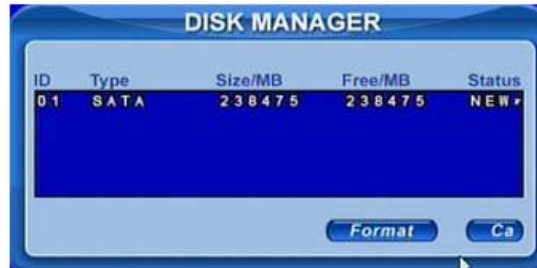 DISK MANAGER
ID Type Size/MB Free/MB Status
01 SATA 238475 238475 NEW
Format Ca